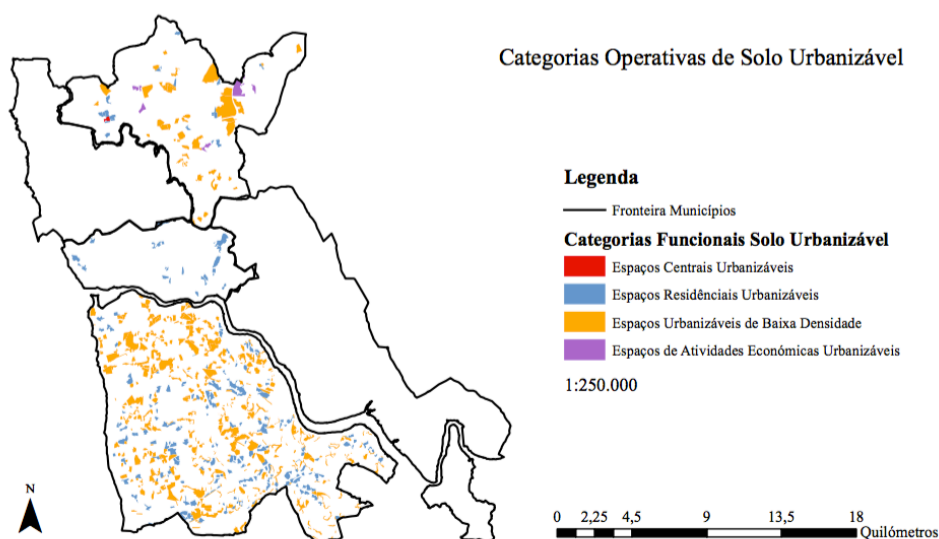 Categorias Operativas de Solo Urbanizável
Legenda
Fronteira Municípios
Categorias Funcionais Solo Urbanizável
Espaços Centrais Urbanizáveis
Espaços Residênciais Urbanizáveis
Espaços Urbanizáveis de Baixa Densidade
Espaços de Atividades Económicas Urbanizáveis
1:250.000
N
0 2,25 4,5 9 13,5 18
Quilómetros